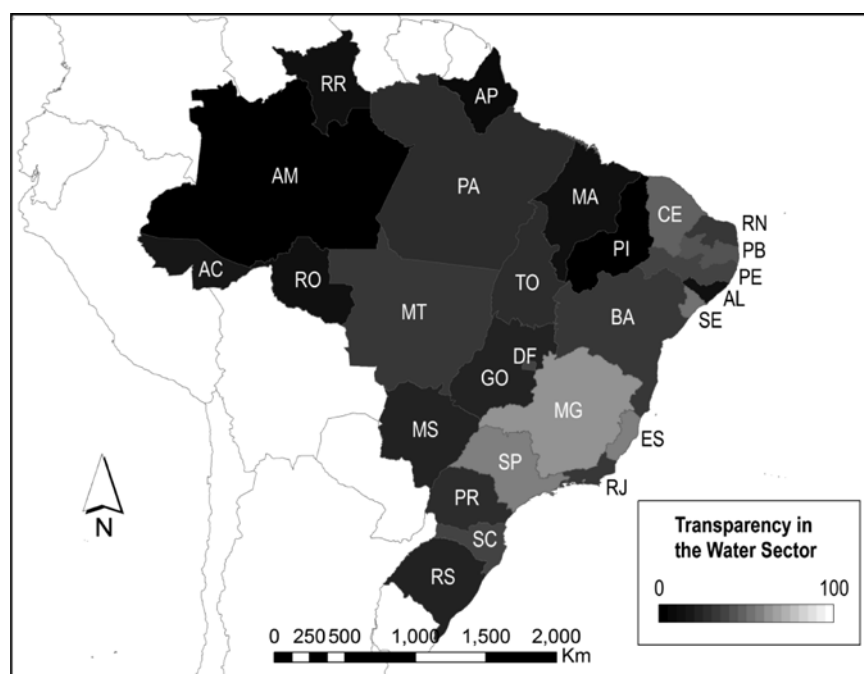 RR
AP
AM
PA
MA
CE
RN
PB
PI
PE
AC
RO
TO
AL
SE
MT
BA
DF
GO
MG
MS
ES
SP
RJ
PR
SC
RS
N
Transparency in
the Water Sector
0 100
0 250 500 1,000 1,500 2,000
Km